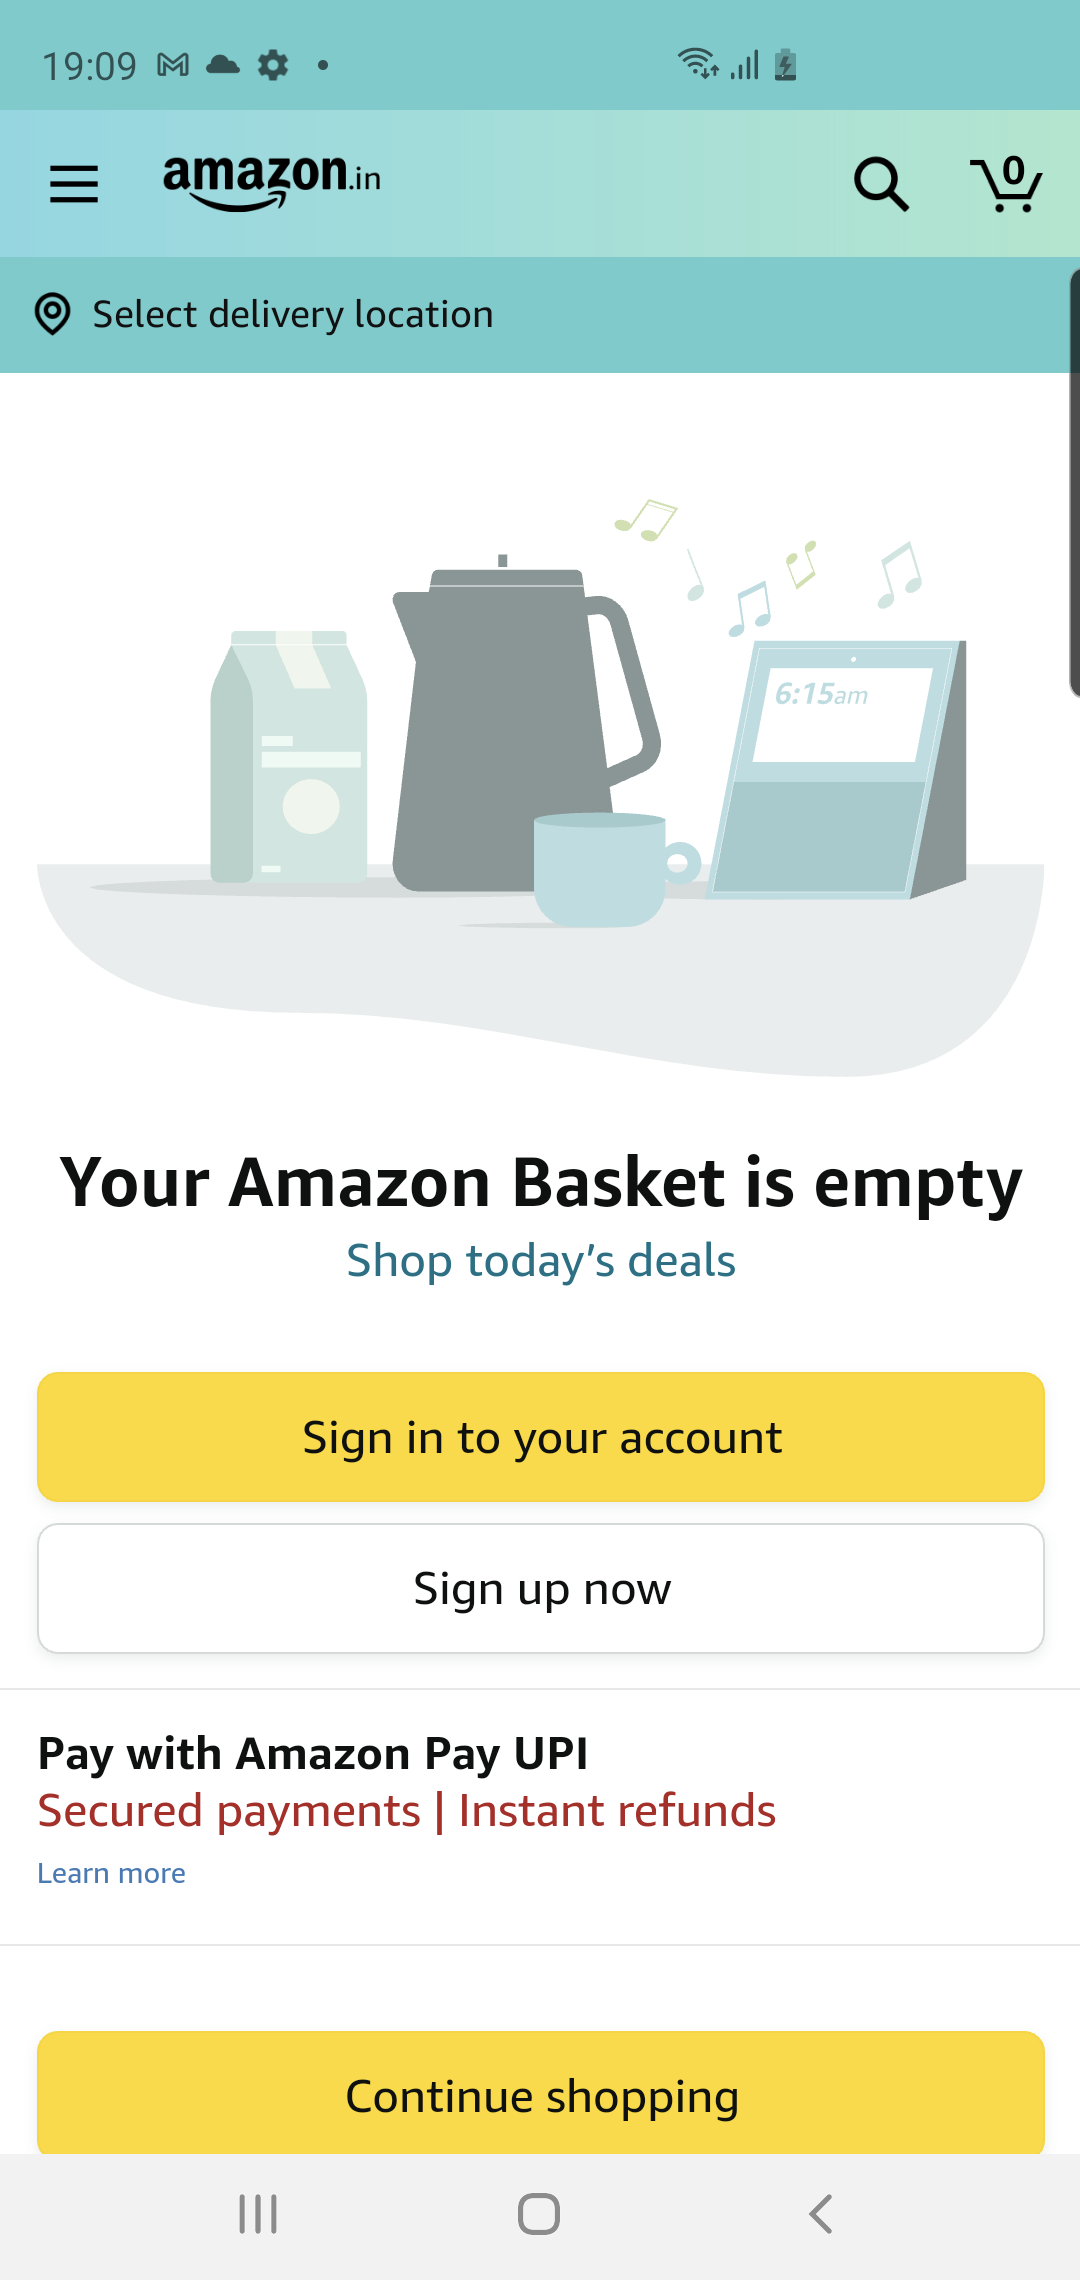 19:09
amazon.in
0
Select delivery location
6:15am
Your Amazon Basket is empty
Shop today’s deals
Sign in to your account
Sign up now
Pay with Amazon Pay UPI
Secured payments | Instant refunds
Learn more
Continue shopping